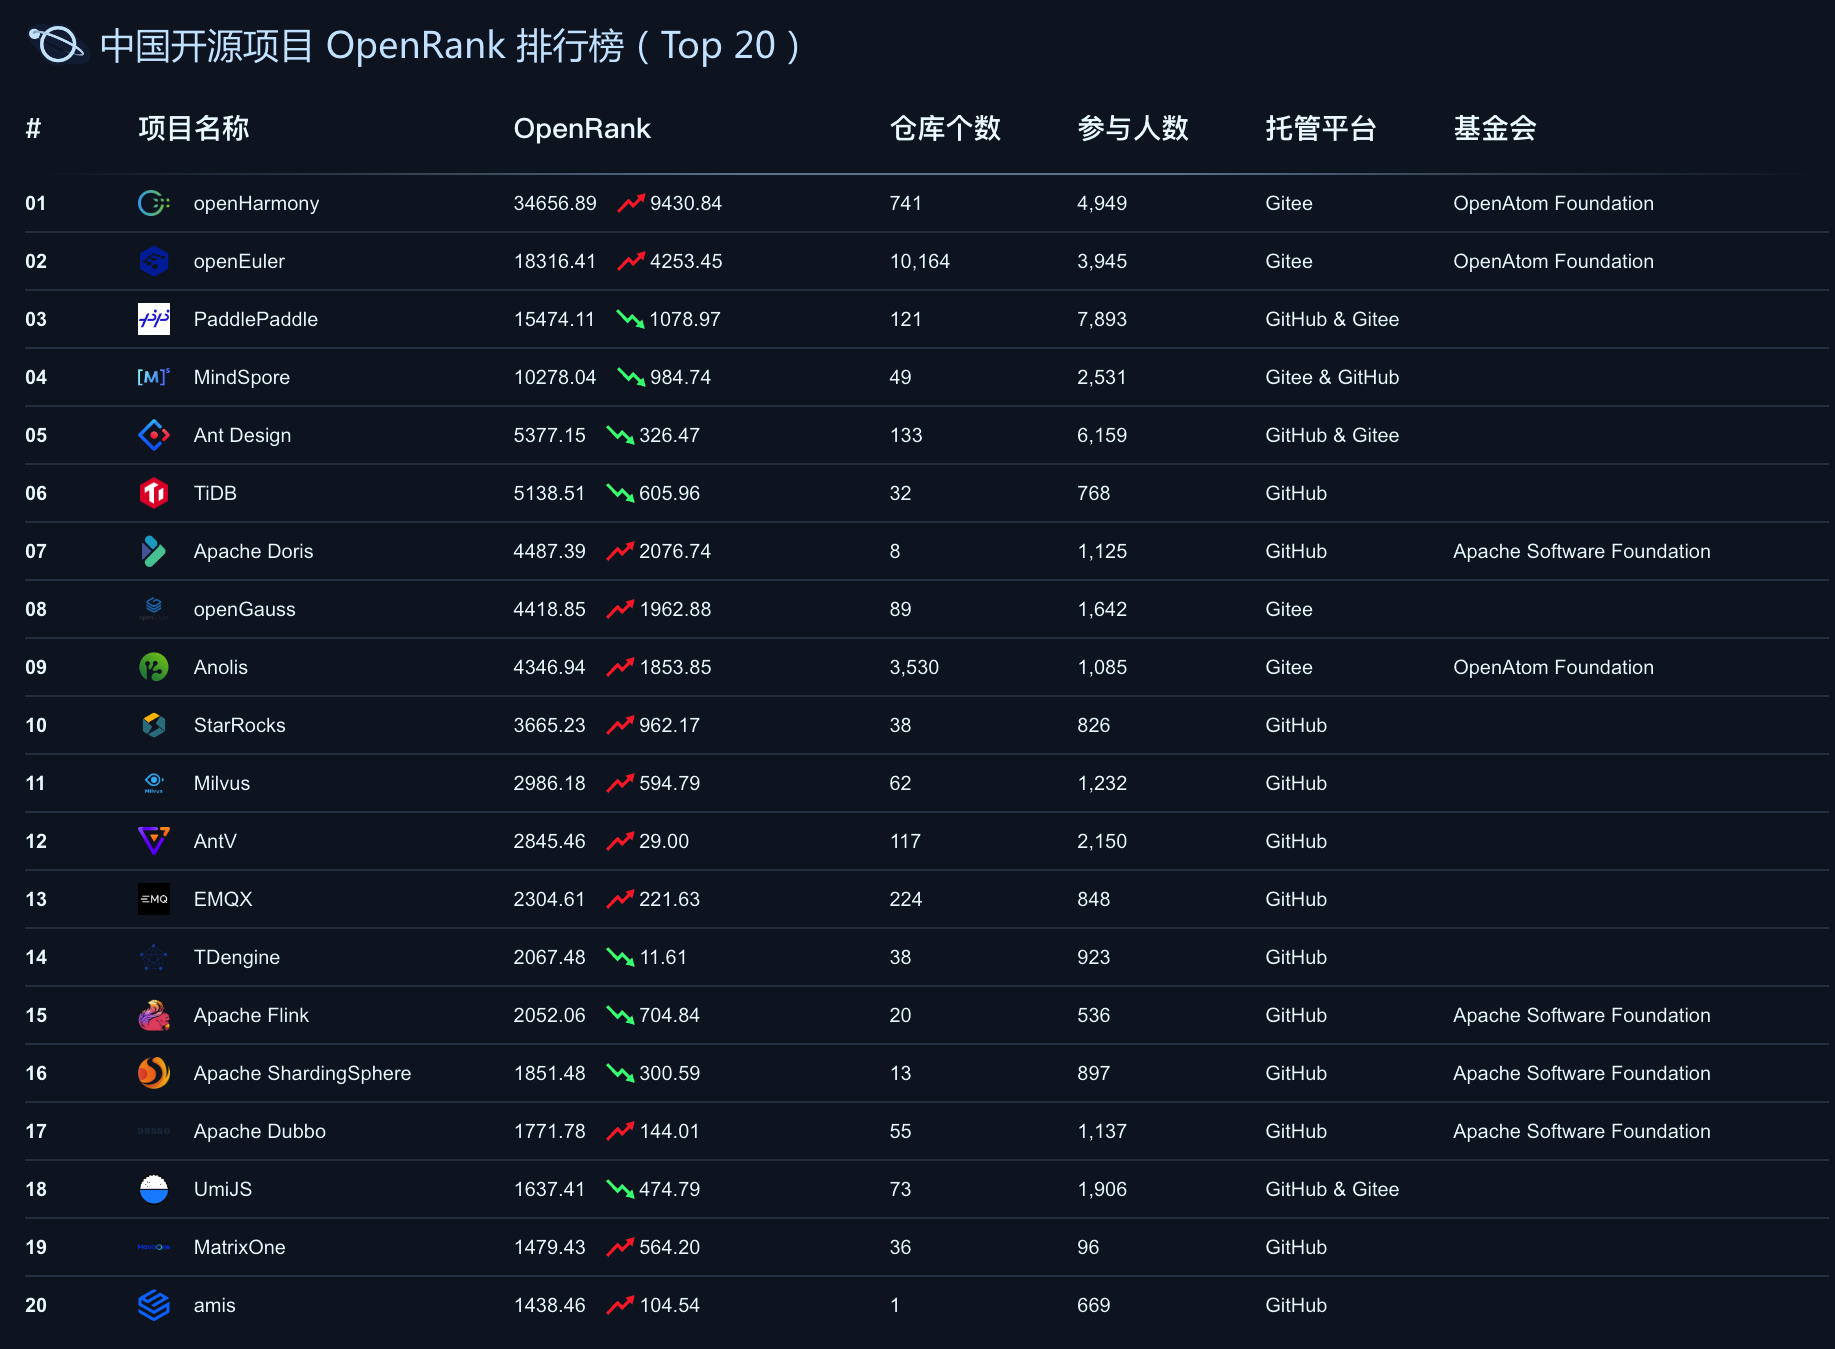 中国开源项目 OpenRank 排行榜 ( Top 20 )
# 项目名称 OpenRank 仓库个数 参与人数 托管平台 基金会
01 openHarmony 34656.89 9430.84 741 4,949 Gitee OpenAtom Foundation
02 openEuler 18316.41 4253.45 10,164 3,945 Gitee OpenAtom Foundation
03 PaddlePaddle 15474.11 1078.97 121 7,893 GitHub & Gitee
04 [M]s MindSpore 10278.04 984.74 49 2,531 Gitee & GitHub
05 Ant Design 5377.15 326.47 133 6,159 GitHub & Gitee
06 TiDB 5138.51 605.96 32 768 GitHub
07 Apache Doris 4487.39 2076.74 8 1,125 GitHub Apache Software Foundation
08 openGauss 4418.85 1962.88 89 1,642 Gitee
09 Anolis 4346.94 1853.85 3,530 1,085 Gitee OpenAtom Foundation
10 StarRocks 3665.23 962.17 38 826 GitHub
11 Milvus Milvus 2986.18 594.79 62 1,232 GitHub
12 AntV 2845.46 29.00 117 2,150 GitHub
13 EMQ EMQX 2304.61 221.63 224 848 GitHub
14 TDengine 2067.48 11.61 38 923 GitHub
15 Apache Flink 2052.06 704.84 20 536 GitHub Apache Software Foundation
16 Apache ShardingSphere 1851.48 300.59 13 897 GitHub Apache Software Foundation
17 Apache Dubbo 1771.78 144.01 55 1,137 GitHub Apache Software Foundation
18 UmiJS 1637.41 474.79 73 1,906 GitHub & Gitee
19 MatrixOne 1479.43 564.20 36 96 GitHub
20 amis 1438.46 104.54 1 669 GitHub